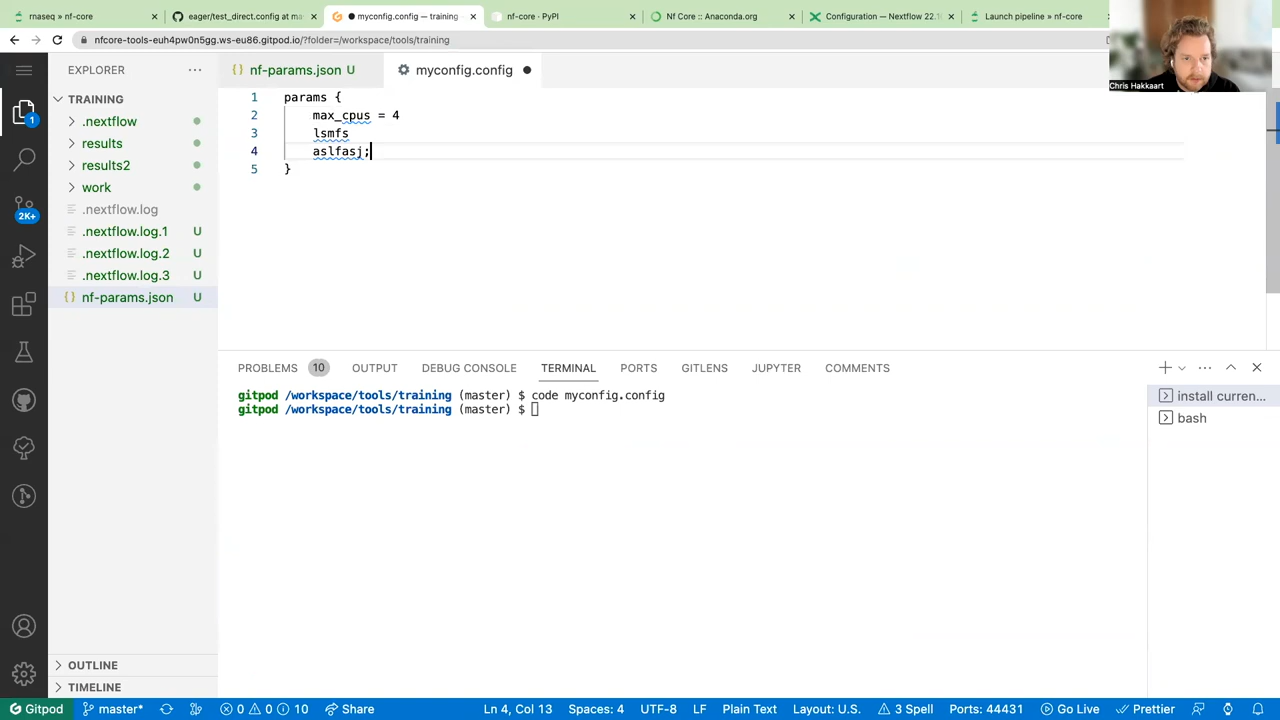 rnaseq » nf-core
eager/test_direct.config at ma
myconfig.config — training
nf-core · PyPI
Nf Core :: Anaconda.org
Configuration — Nextflow 22.1
Launch pipeline » nf-core
nfcore-tools-euh4pw0n5gg.ws-eu86.gitpod.io/?folder=/workspace/tools/training
Chris Hakkaart
EXPLORER
nf-params.json U
myconfig.config
TRAINING
.nextflow
results
results2
work
.nextflow.log
.nextflow.log.1 U
.nextflow.log.2 U
.nextflow.log.3 U
nf-params.json U
1
2K+
1 params {
2 max_cpus = 4
3 lsmfs
4 aslfasj;
5 }
PROBLEMS 10 OUTPUT DEBUG CONSOLE TERMINAL PORTS GITLENS JUPYTER COMMENTS
gitpod /workspace/tools/training (master) $ code myconfig.config
gitpod /workspace/tools/training (master) $
install curren...
bash
OUTLINE
TIMELINE
Gitpod master* 0 0 10 Share Ln 4, Col 13 Spaces: 4 UTF-8 LF Plain Text Layout: U.S. 3 Spell Ports: 44431 Go Live Prettier